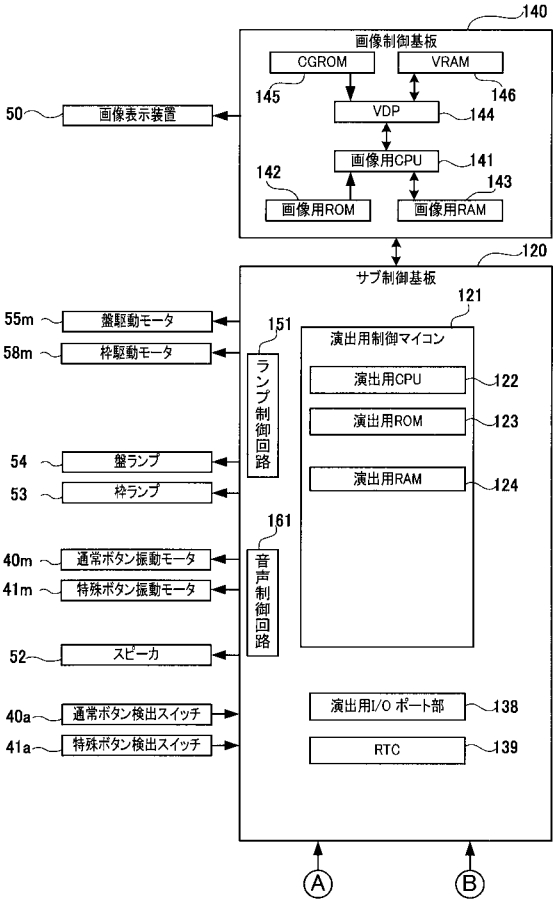 140
画像制御基板
CGROM
VRAM
145
146
50
画像表示装置
VDP
144
画像用CPU
141
142
143
画像用ROM
画像用RAM
120
サブ制御基板
121
55m
盤駆動モータ
151
演出用制御マイコン
58m
枠駆動モータ
ランプ制御回路
演出用CPU
122
演出用ROM
123
54
盤ランプ
演出用RAM
124
53
枠ランプ
161
40m
通常ボタン振動モータ
音声制御回路
41m
特殊ボタン振動モータ
52
スピーカ
40a
通常ボタン検出スイッチ
演出用I/Oポート部
138
41a
特殊ボタン検出スイッチ
RTC
139
A
B